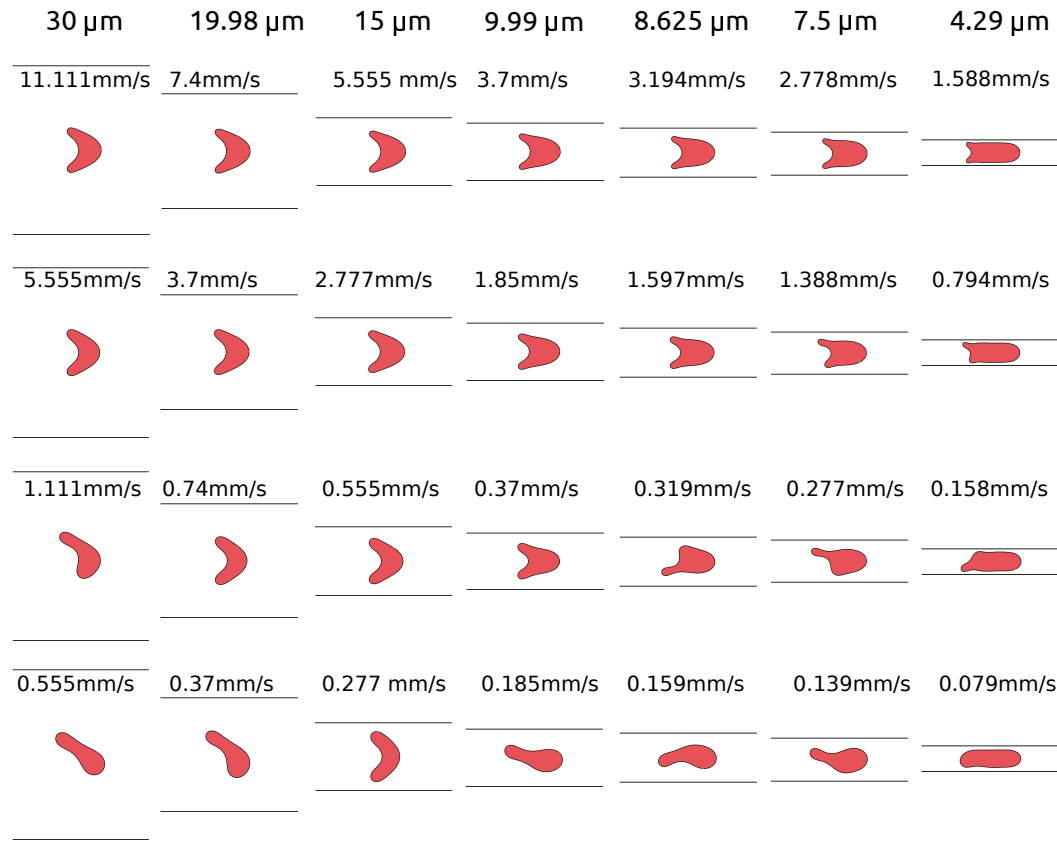 30 µm 19.98 µm 15 µm 9.99 µm 8.625 µm 7.5 µm 4.29 µm
11.111mm/s 7.4mm/s 5.555 mm/s 3.7mm/s 3.194mm/s 2.778mm/s 1.588mm/s
5.555mm/s 3.7mm/s 2.777mm/s 1.85mm/s 1.597mm/s 1.388mm/s 0.794mm/s
1.111mm/s 0.74mm/s 0.555mm/s 0.37mm/s 0.319mm/s 0.277mm/s 0.158mm/s
0.555mm/s 0.37mm/s 0.277 mm/s 0.185mm/s 0.159mm/s 0.139mm/s 0.079mm/s